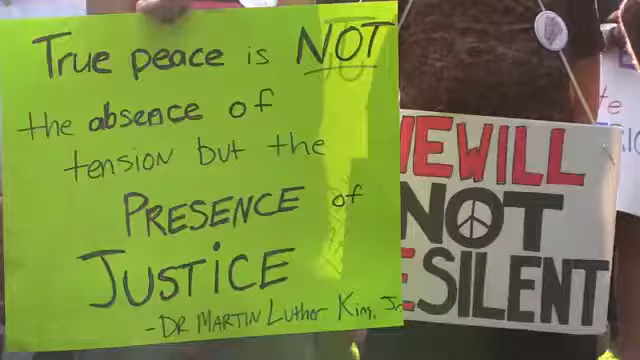 True peace is NOT
the absence of
tension but the
PRESENCE of
JUSTICE
- DR MARTIN LuTHER KING, Jr.
WE WILL
NOT
SILENT